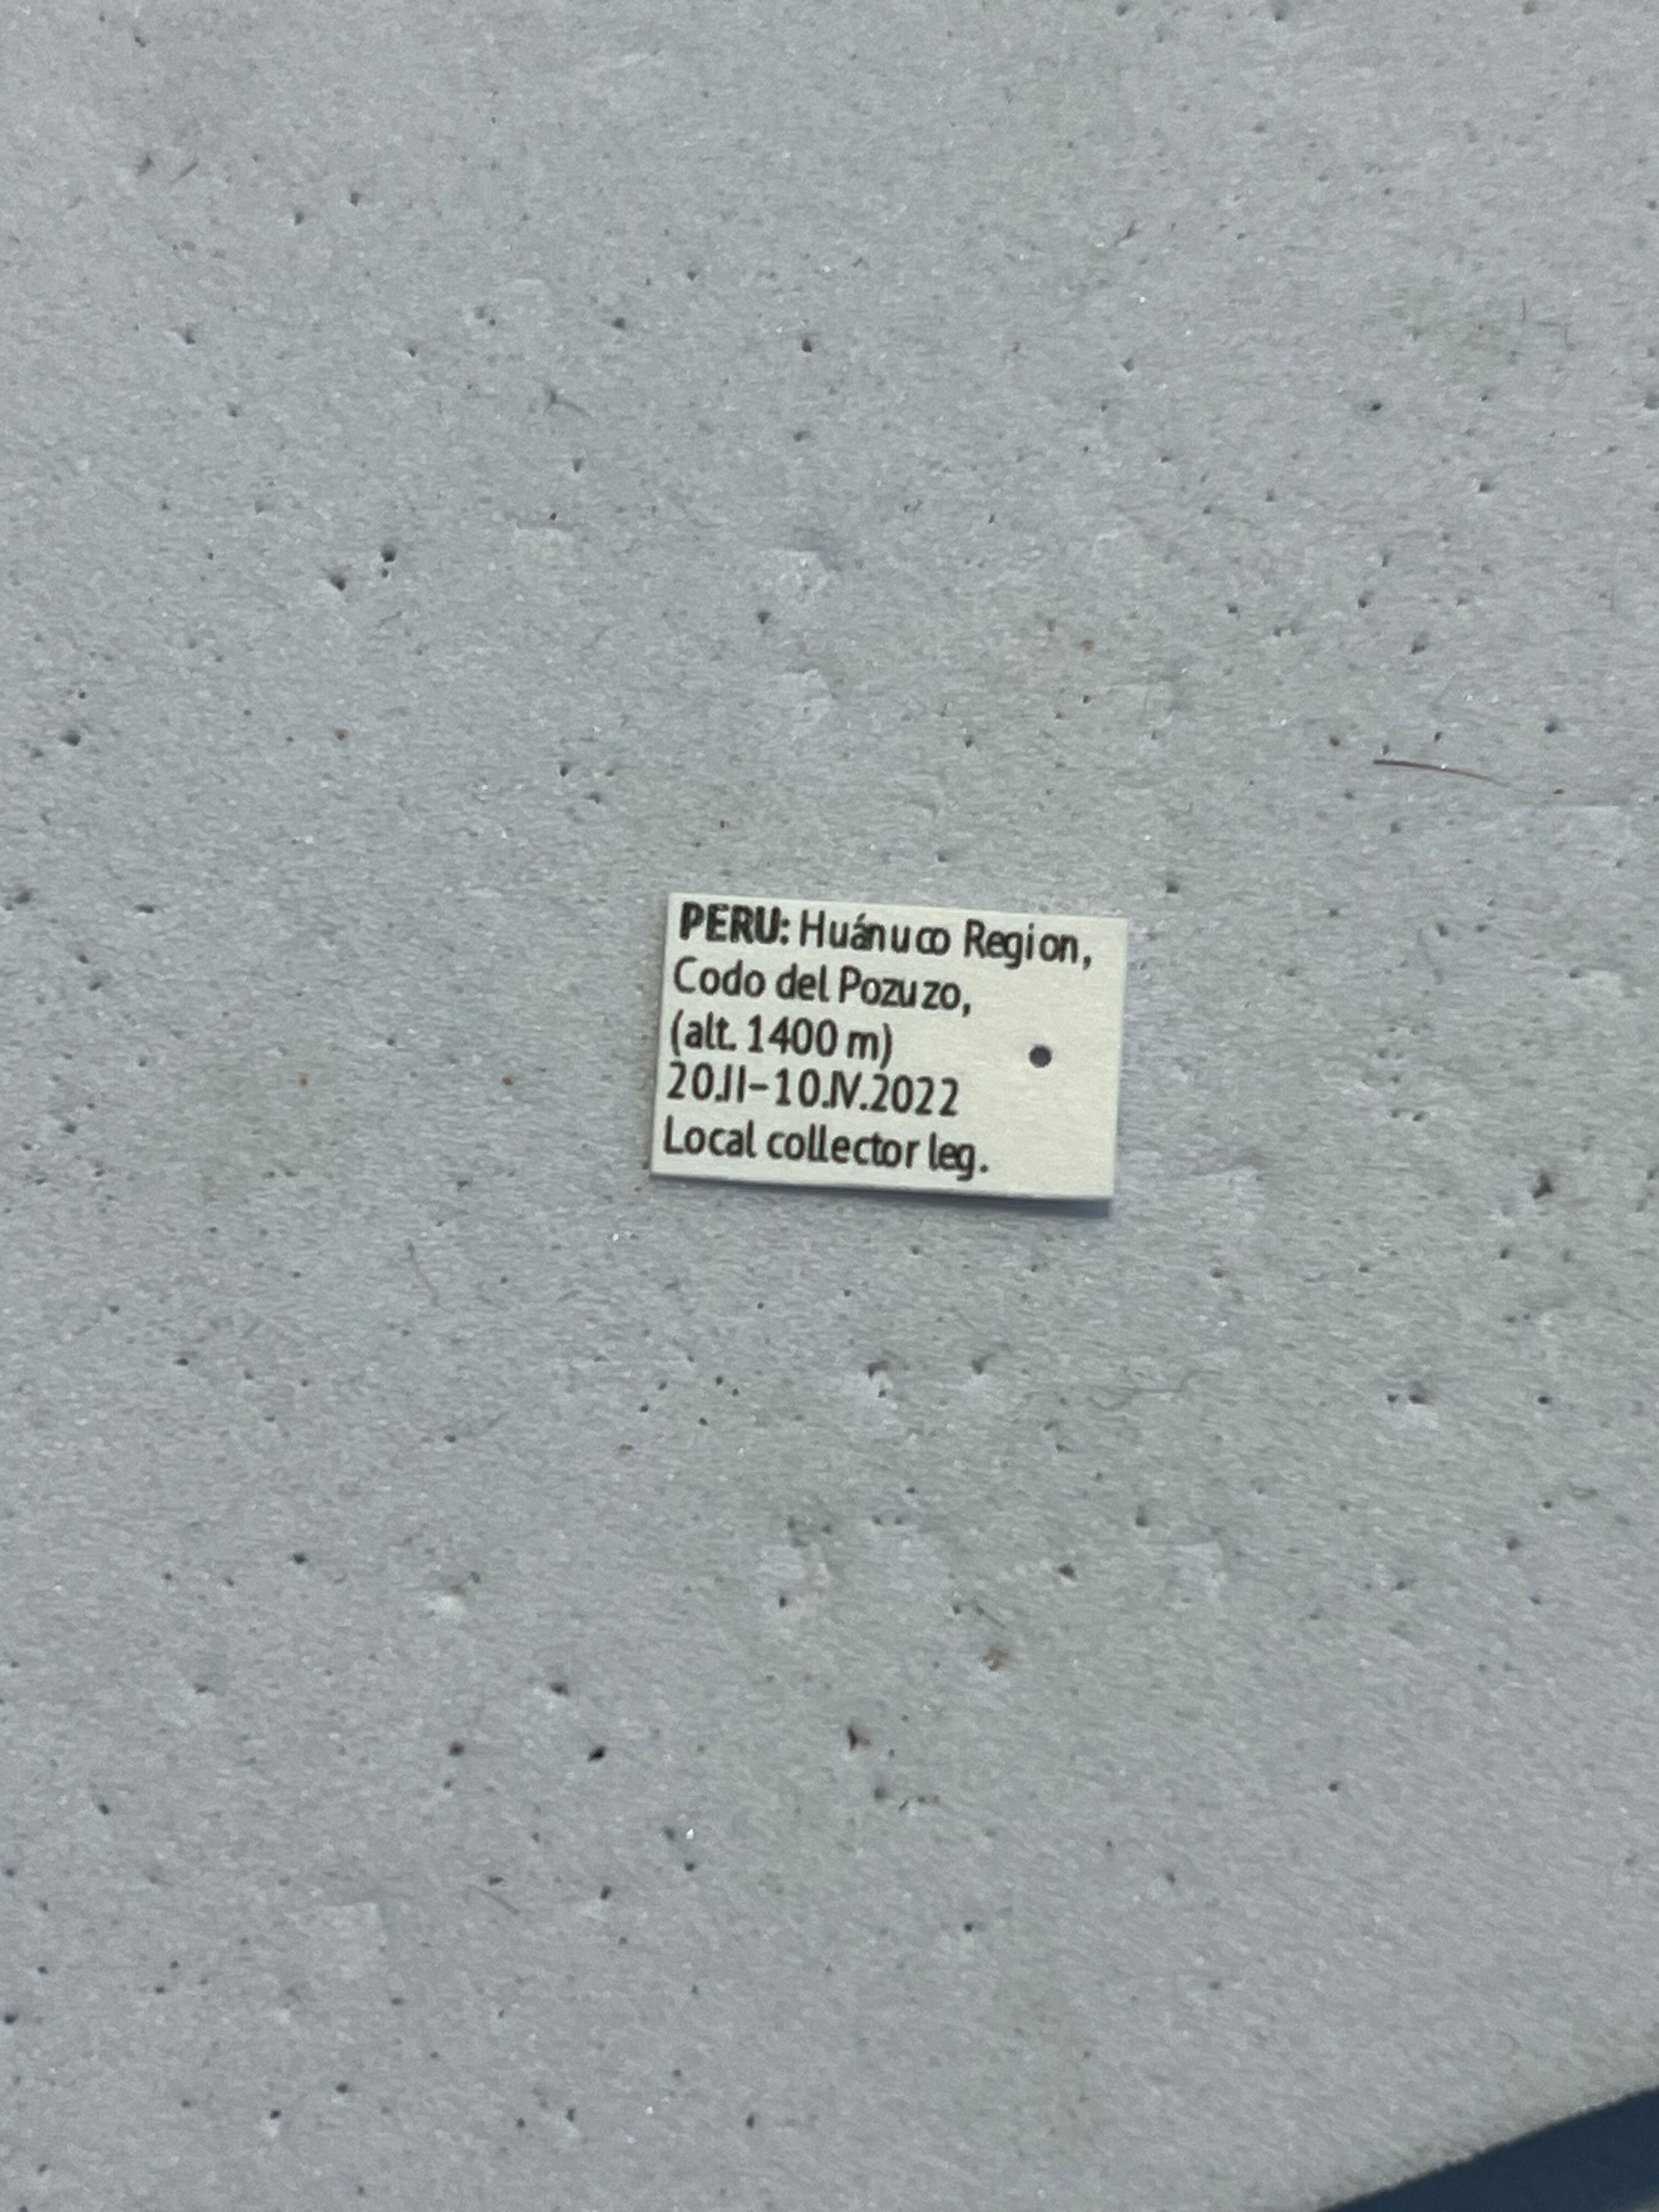 PERU: Huánuco Region,
Codo del Pozuzo,
(alt. 1400 m)
20.II–10.IV.2022
Local collector leg.